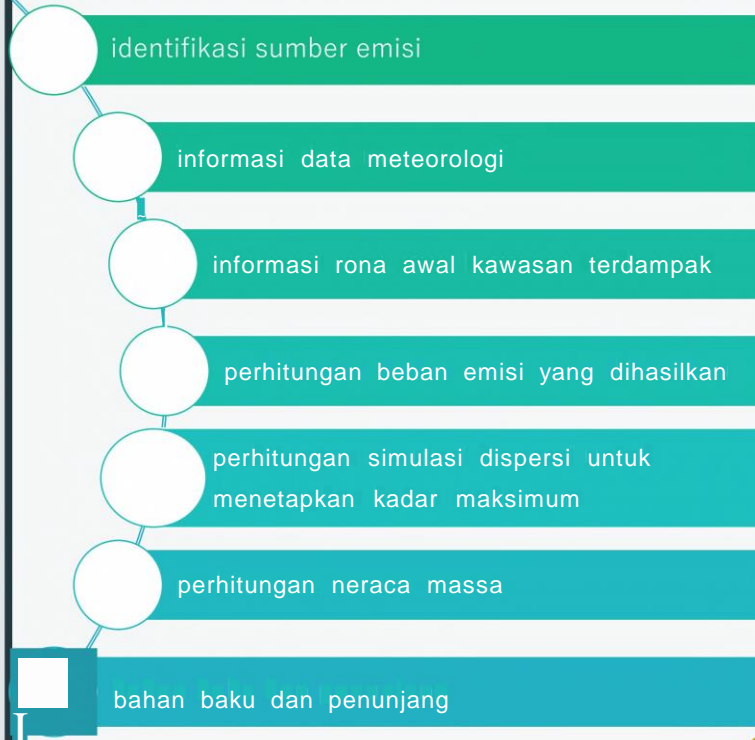 identifikasi sumber emisi
informasi data meteorologi
informasi rona awal kawasan terdampak
perhitungan beban emisi yang dihasilkan
perhitungan simulasi dispersi untuk
menetapkan kadar maksimum
perhitungan neraca massa
bahan baku dan penunjang